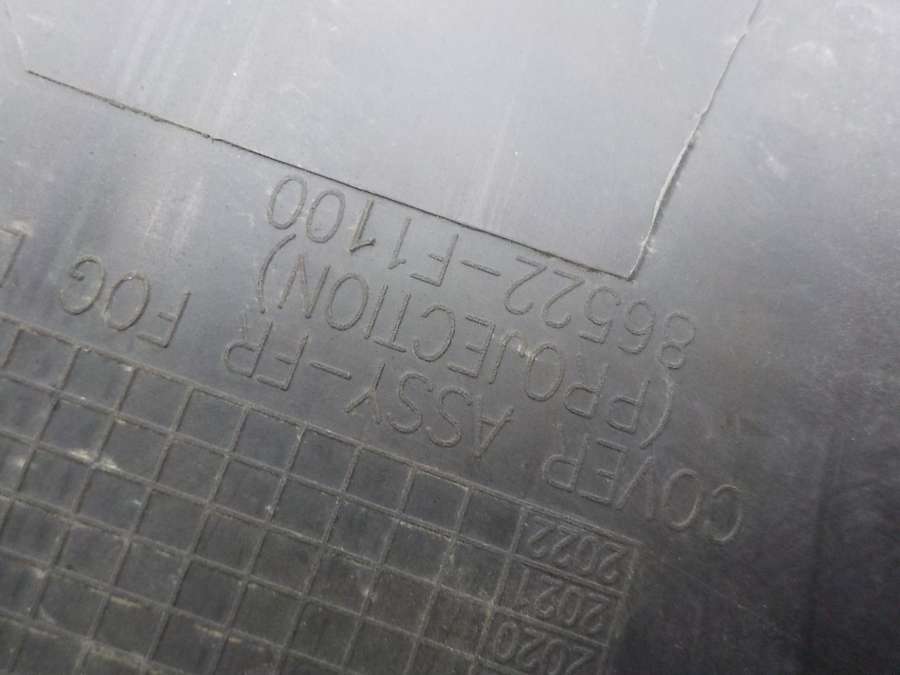 2020
2021
2022
COVER ASSY-FR FOG L
(PROJECTION)
86522-F1100